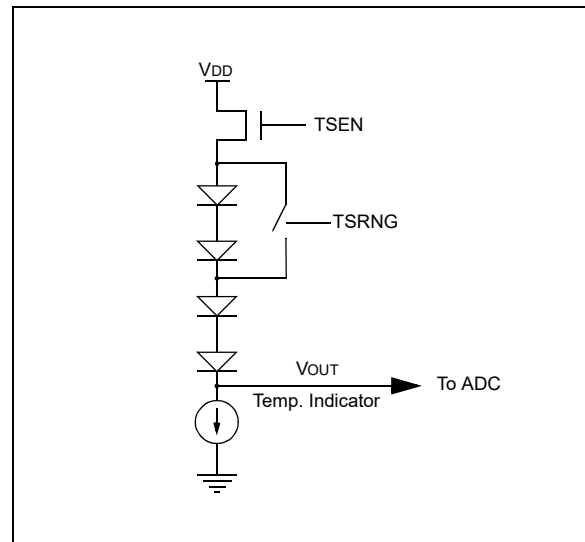 VDD
TSEN
TSRNG
VOUT
To ADC
Temp. Indicator